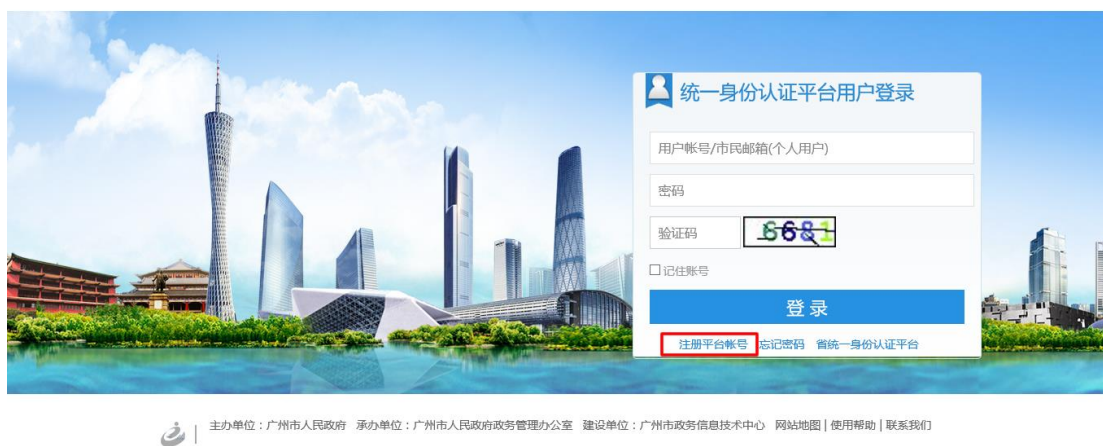 统一身份认证平台用户登录
用户帐号/市民邮箱(个人用户)
密码
验证码 6681
记住账号
登录
注册平台帐号 忘记密码 省统一身份认证平台
主办单位：广州市人民政府 承办单位：广州市人民政府政务管理办公室 建设单位：广州市政务信息技术中心 网站地图 | 使用帮助 | 联系我们